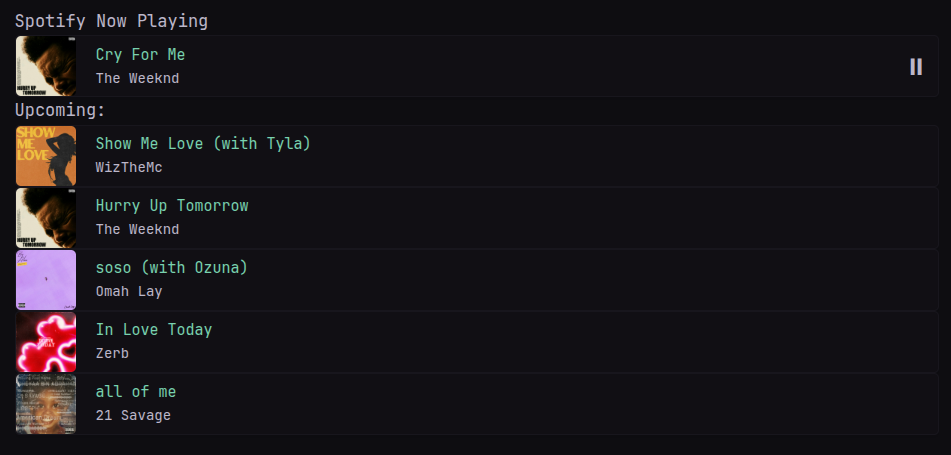 Spotify Now Playing
HURRY UP
TOMORROW
Cry For Me
The Weeknd
Upcoming:
SHOW
ME
LOVE
Show Me Love (with Tyla)
WizTheMc
HURRY UP
TOMORROW
Hurry Up Tomorrow
The Weeknd
soso (with Ozuna)
Omah Lay
In Love Today
Zerb
all of me
21 Savage